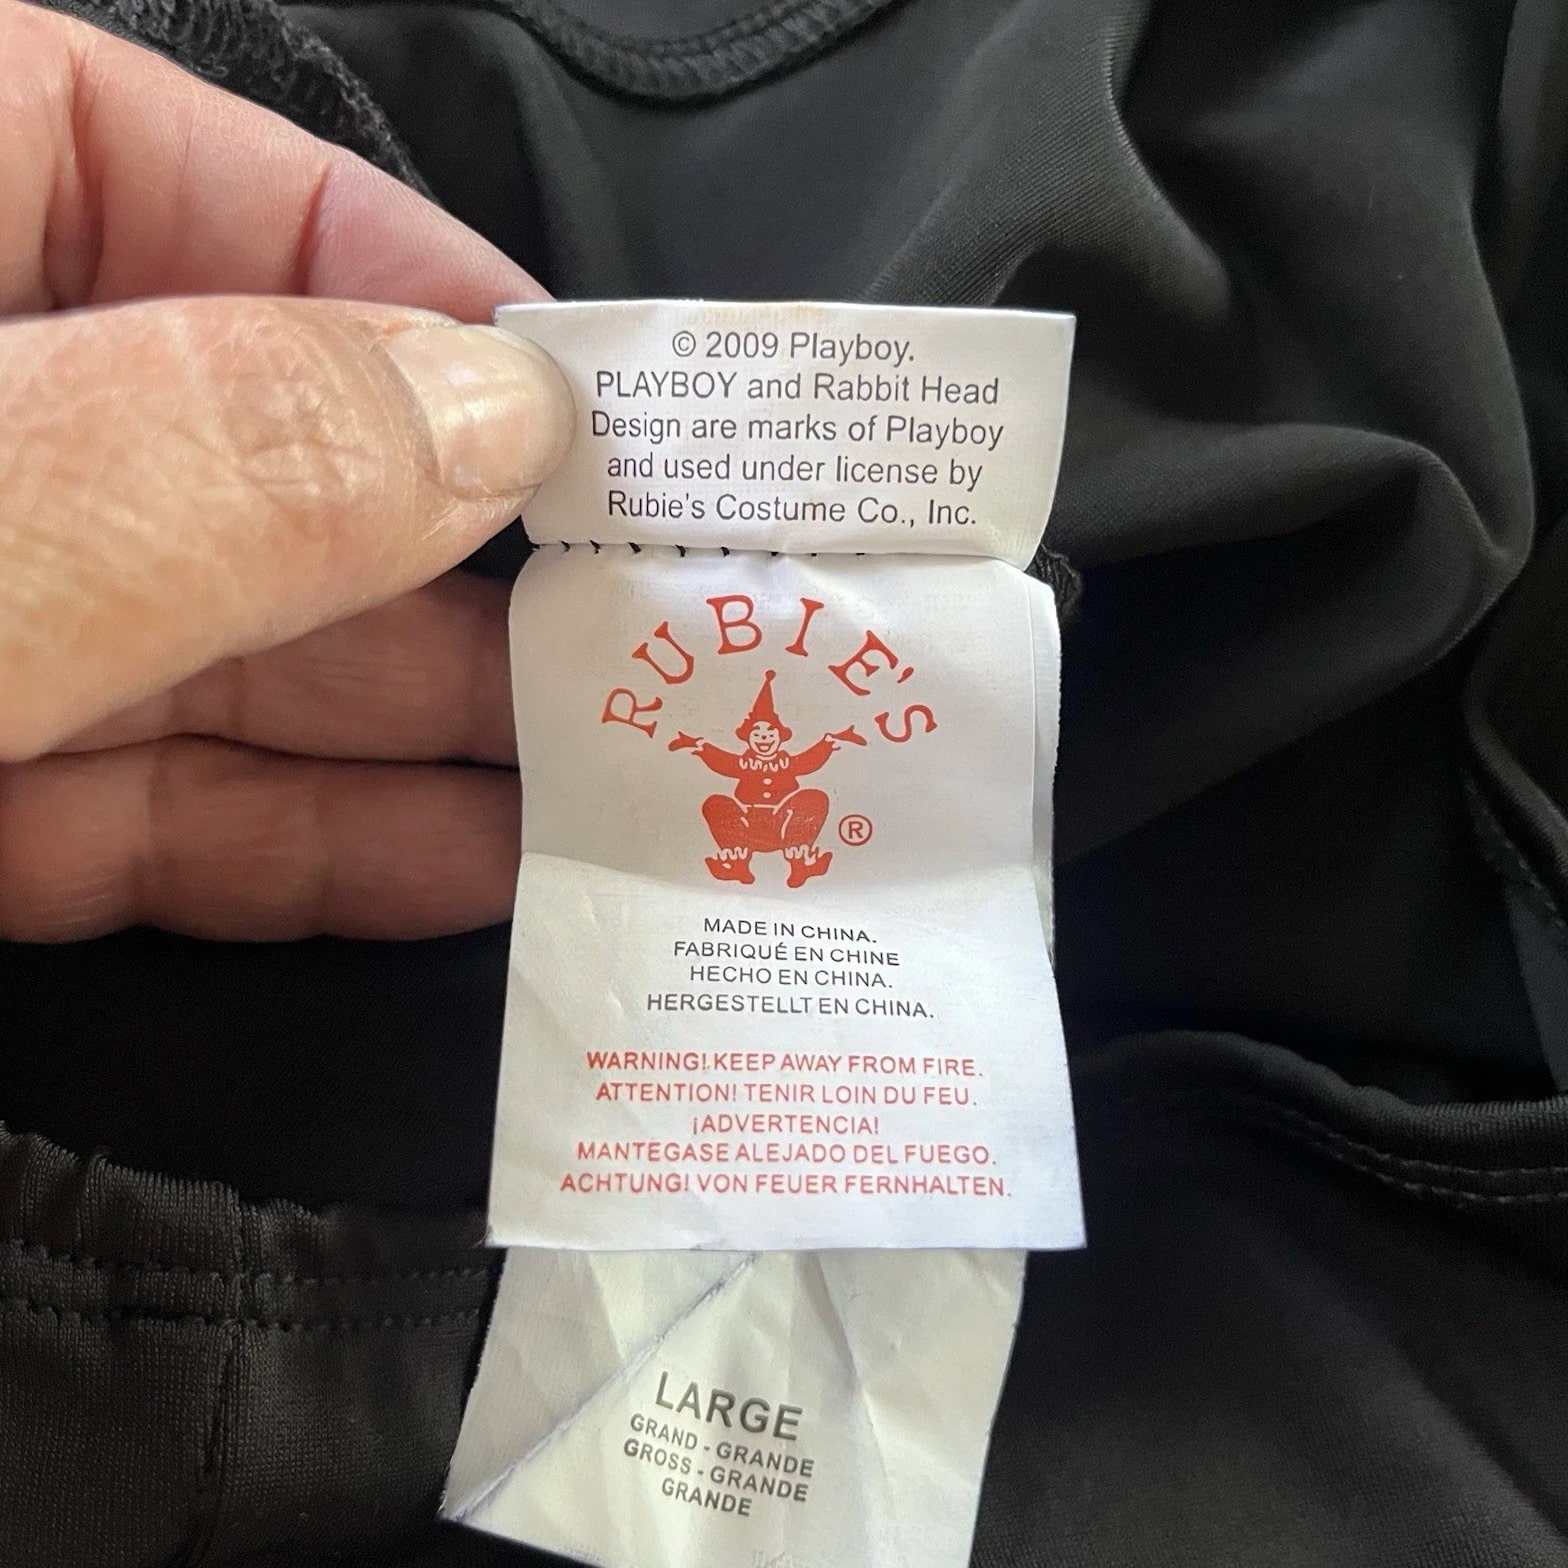 © 2009 Playboy.
PLAYBOY and Rabbit Head
Design are marks of Playboy
and used under license by
Rubie's Costume Co., Inc.
RUBIE'S
®
MADE IN CHINA.
FABRIQUÉ EN CHINE
HECHO EN CHINA.
HERGESTELLT EN CHINA.
WARNING! KEEP AWAY FROM FIRE.
ATTENTION! TENIR LOIN DU FEU.
¡ADVERTENCIA!
MANTEGASE ALEJADO DEL FUEGO.
ACHTUNG! VON FEUER FERNHALTEN.
LARGE
GRAND - GRANDE
GROSS - GRANDE
GRANDE